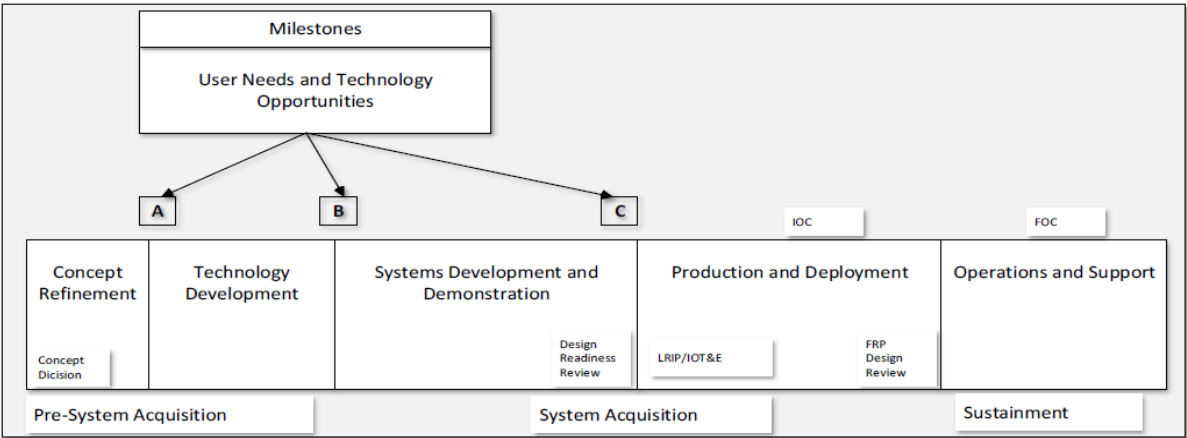 Milestones
User Needs and Technology
Opportunities
A
B
C
IOC
FOC
Concept
Refinement
Technology
Development
Systems Development and
Demonstration
Production and Deployment
Operations and Support
Concept
Dicision
Design
Readiness
Review
LRIP/IOT&E
FRP
Design
Review
Pre-System Acquisition
System Acquisition
Sustainment